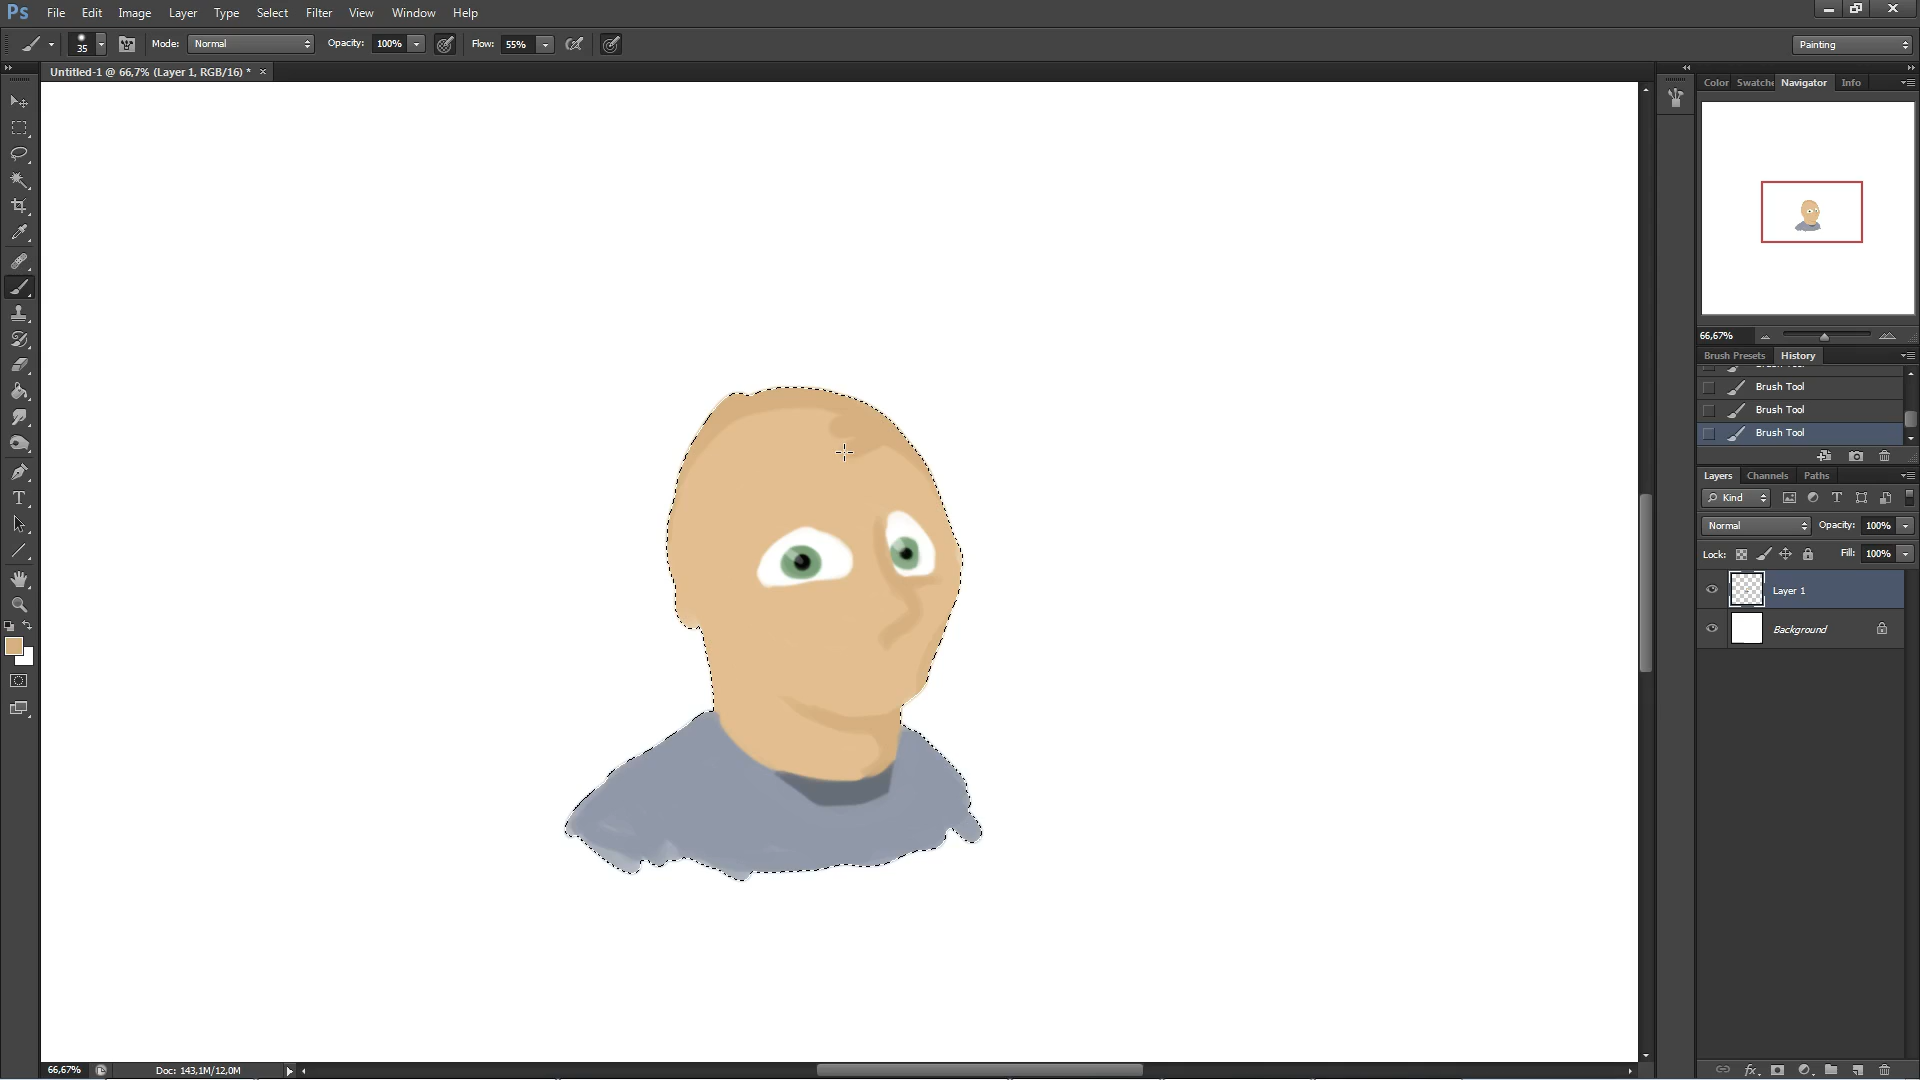 Ps File Edit Image Layer Type Select Filter View Window Help
35 Mode: Normal Opacity: 100% Flow: 55% Painting
Untitled-1 @ 66,7% (Layer 1, RGB/16) * ×
Color Swatche Navigator Info
66,67%
Brush Presets History
Brush Tool
Brush Tool
Brush Tool
Layers Channels Paths
Kind
Normal Opacity: 100%
Lock: Fill: 100%
Layer 1
Background
66,67% Doc: 143,1M/12,0M